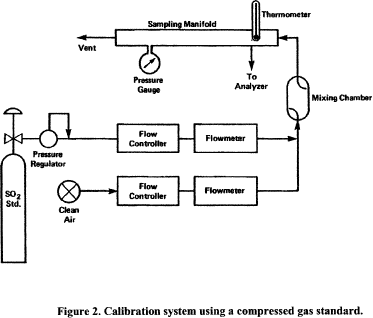 Sampling Manifold
Thermometer
Vent
Pressure
Gauge
To
Analyzer
Mixing Chamber
Flow
Controller
Flowmeter
Pressure
Regulator
SO2
Std.
Clean
Air
Flow
Controller
Flowmeter
Figure 2. Calibration system using a compressed gas standard.